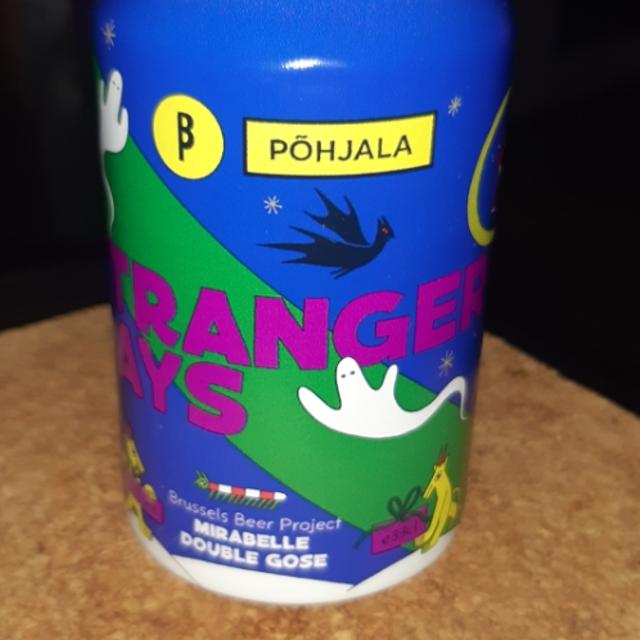 β
PÕHJALA
TRANGER
AYS
Brussels Beer Project
MIRABELLE
DOUBLE GOSE